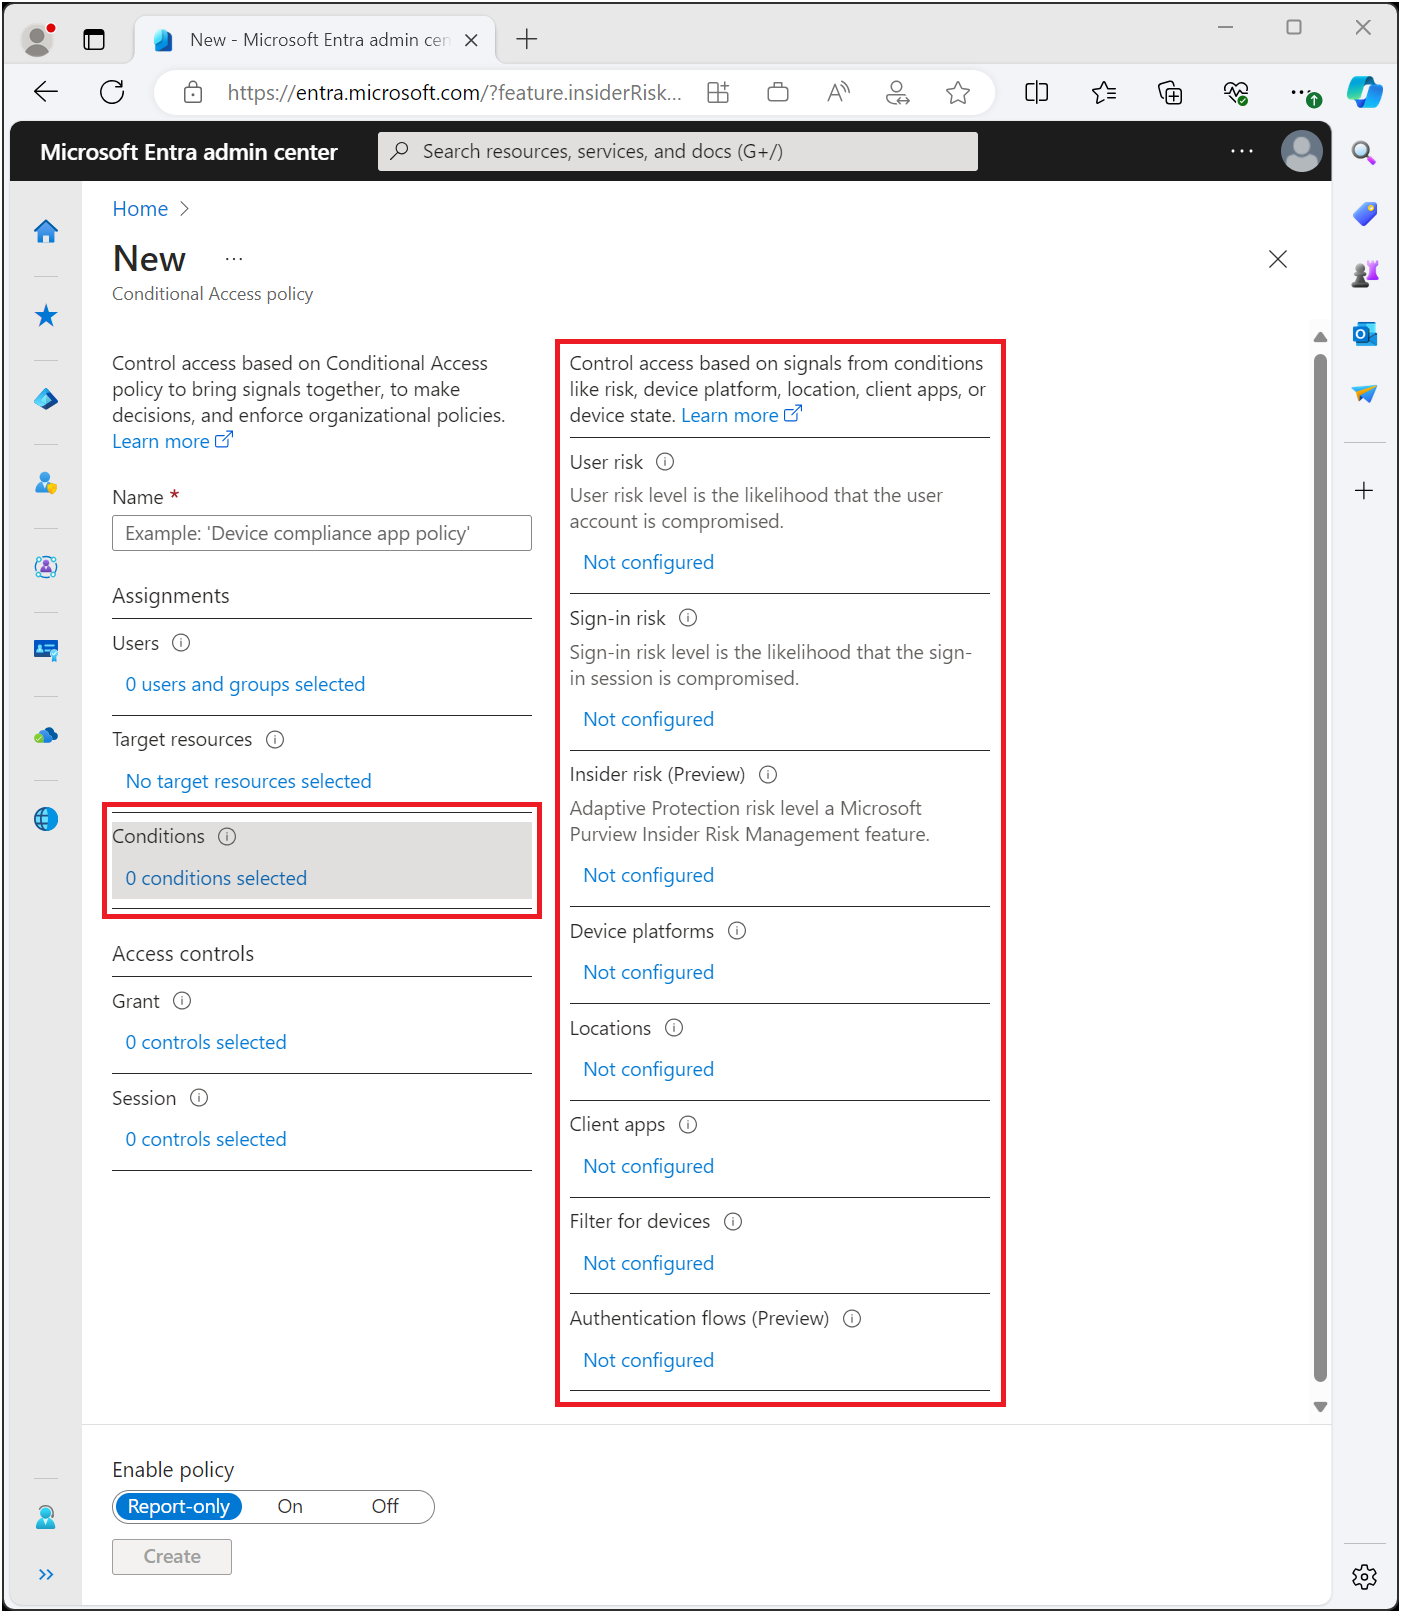 New - Microsoft Entra admin cen
https://entra.microsoft.com/?feature.insiderRisk...
Microsoft Entra admin center
Search resources, services, and docs (G+/)
Home
New
Conditional Access policy
Control access based on Conditional Access
policy to bring signals together, to make
decisions, and enforce organizational policies.
Learn more
Name *
Example: 'Device compliance app policy'
Assignments
Users
0 users and groups selected
Target resources
No target resources selected
Conditions
0 conditions selected
Access controls
Grant
0 controls selected
Session
0 controls selected
Control access based on signals from conditions
like risk, device platform, location, client apps, or
device state. Learn more
User risk
User risk level is the likelihood that the user
account is compromised.
Not configured
Sign-in risk
Sign-in risk level is the likelihood that the sign-
in session is compromised.
Not configured
Insider risk (Preview)
Adaptive Protection risk level a Microsoft
Purview Insider Risk Management feature.
Not configured
Device platforms
Not configured
Locations
Not configured
Client apps
Not configured
Filter for devices
Not configured
Authentication flows (Preview)
Not configured
Enable policy
Report-only On Off
Create